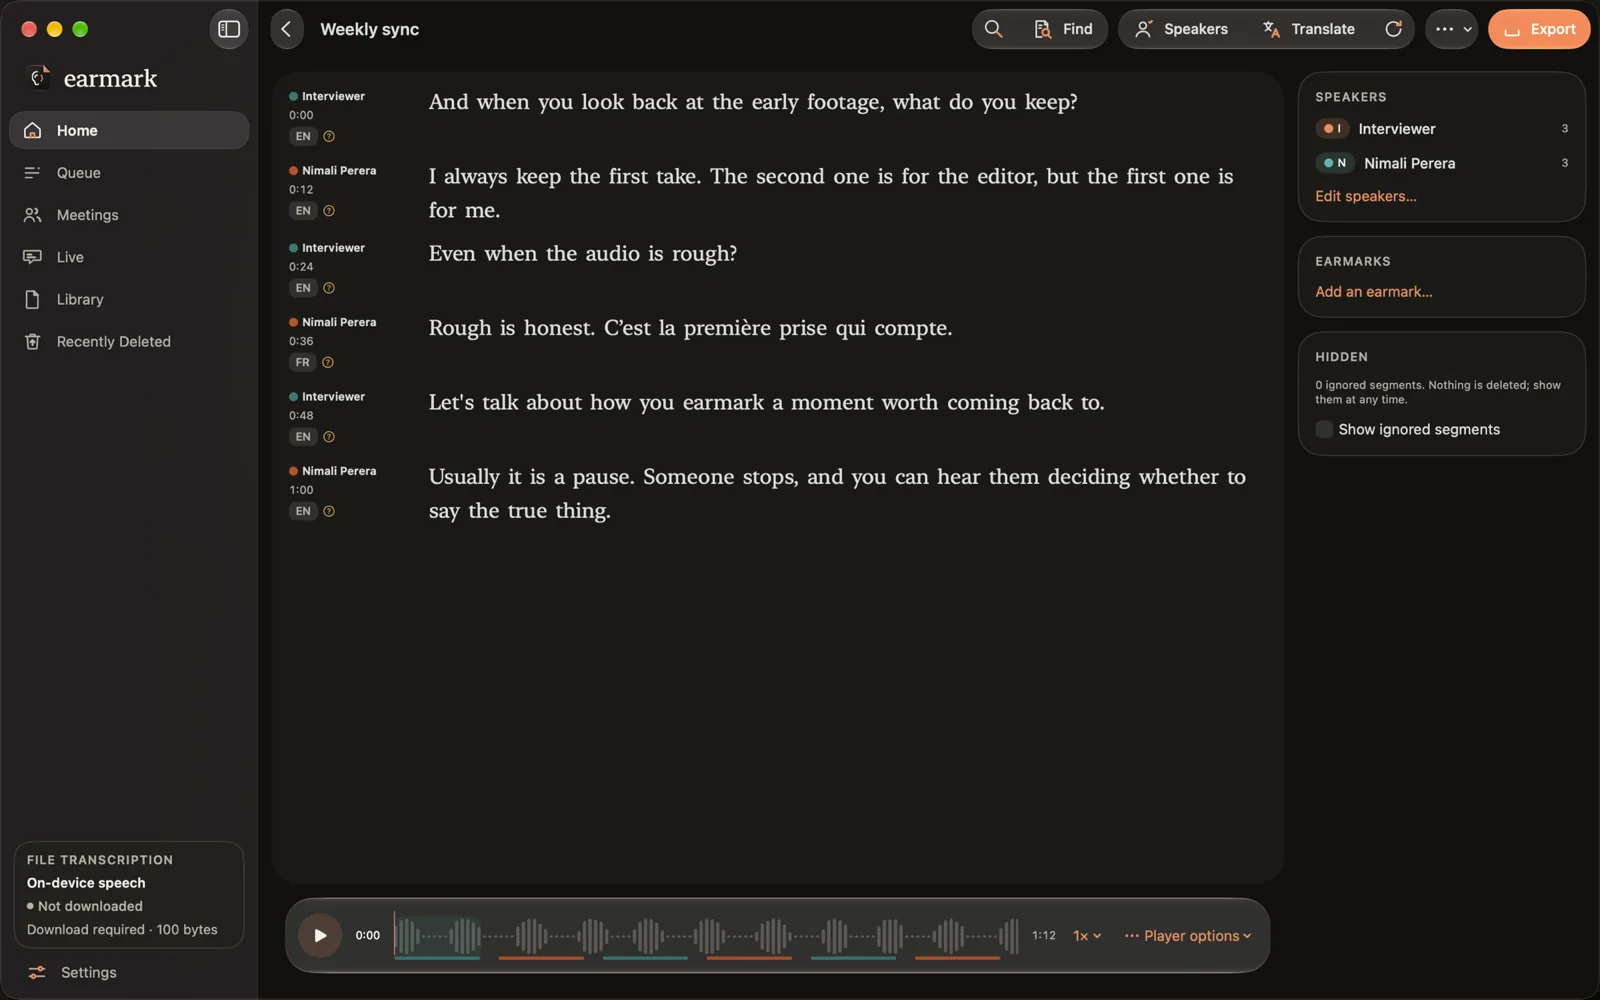 earmark
Home
Queue
Meetings
Live
Library
Recently Deleted
FILE TRANSCRIPTION
On-device speech
Not downloaded
Download required · 100 bytes
Settings
Weekly sync
Find
Speakers
Translate
Export
Interviewer
0:00
EN
And when you look back at the early footage, what do you keep?
Nimali Perera
0:12
EN
I always keep the first take. The second one is for the editor, but the first one is
for me.
Interviewer
0:24
EN
Even when the audio is rough?
Nimali Perera
0:36
FR
Rough is honest. C’est la première prise qui compte.
Interviewer
0:48
EN
Let's talk about how you earmark a moment worth coming back to.
Nimali Perera
1:00
EN
Usually it is a pause. Someone stops, and you can hear them deciding whether to
say the true thing.
0:00
1:12
1×
Player options
SPEAKERS
I Interviewer 3
N Nimali Perera 3
Edit speakers...
EARMARKS
Add an earmark...
HIDDEN
0 ignored segments. Nothing is deleted; show
them at any time.
Show ignored segments